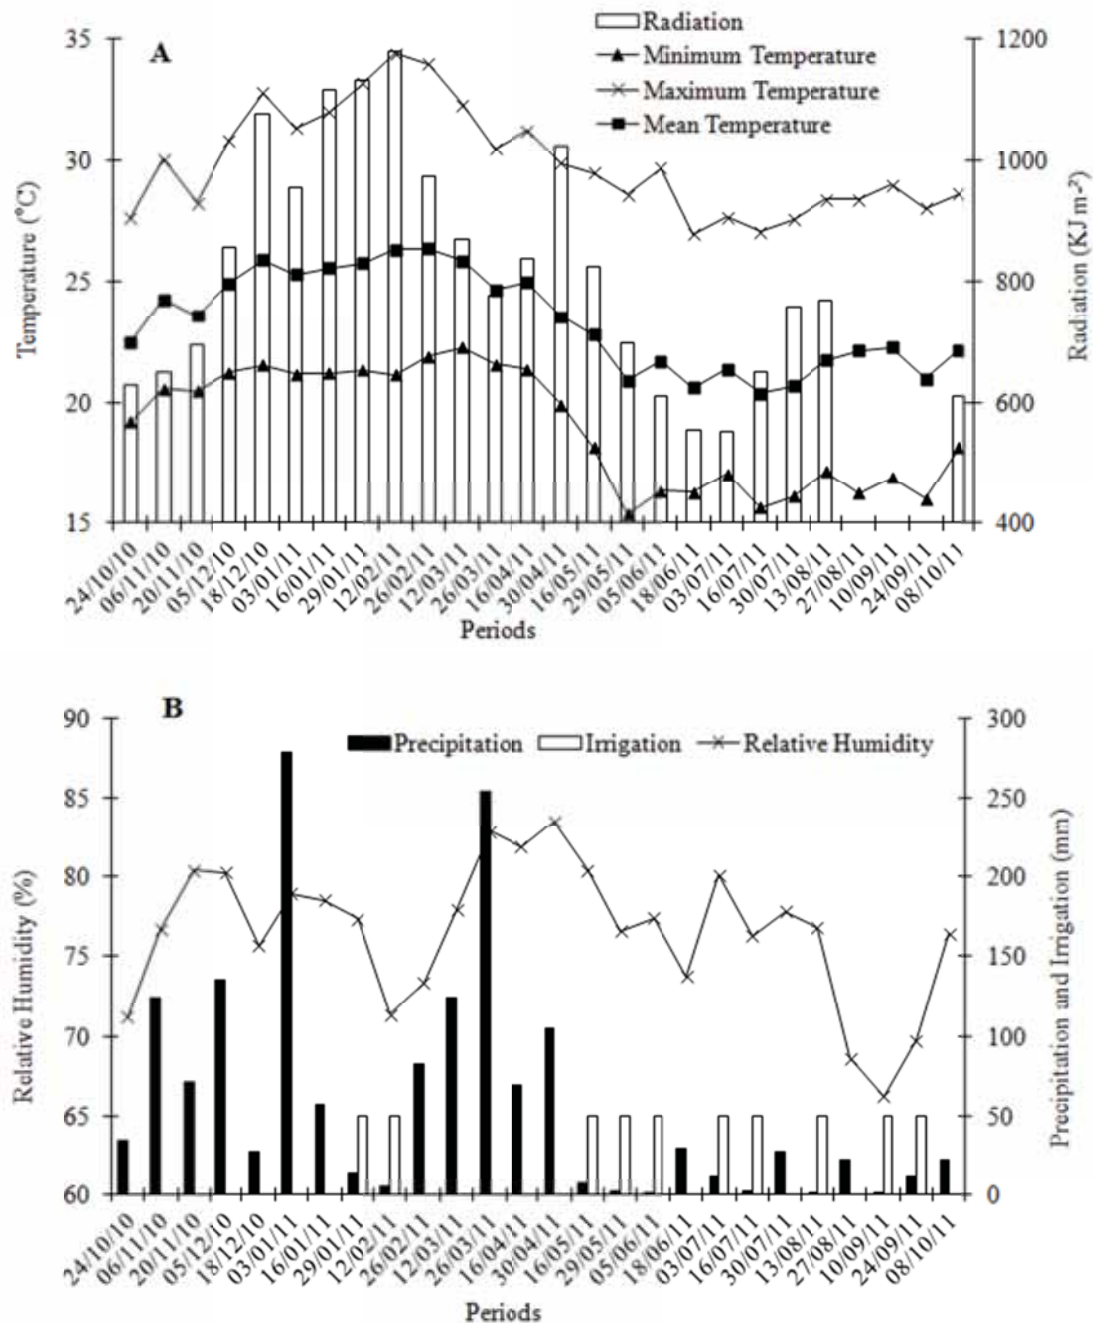 A
Radiation
Minimum Temperature
Maximum Temperature
Mean Temperature
35
30
25
20
15
Temperature (°C)
1200
1000
800
600
400
Radiation (KJ m⁻²)
24/10/10 06/11/10 20/11/10 05/12/10 18/12/10 03/01/11 16/01/11 29/01/11 12/02/11 26/02/11 12/03/11 26/03/11 16/04/11 30/04/11 16/05/11 29/05/11 05/06/11 18/06/11 03/07/11 16/07/11 30/07/11 13/08/11 27/08/11 10/09/11 24/09/11 08/10/11
Periods
B
Precipitation Irrigation Relative Humidity
90
85
80
75
70
65
60
Relative Humidity (%)
300
250
200
150
100
50
0
Precipitation and Irrigation (mm)
24/10/10 06/11/10 20/11/10 05/12/10 18/12/10 03/01/11 16/01/11 29/01/11 12/02/11 26/02/11 12/03/11 26/03/11 16/04/11 30/04/11 16/05/11 29/05/11 05/06/11 18/06/11 03/07/11 16/07/11 30/07/11 13/08/11 27/08/11 10/09/11 24/09/11 08/10/11
Periods